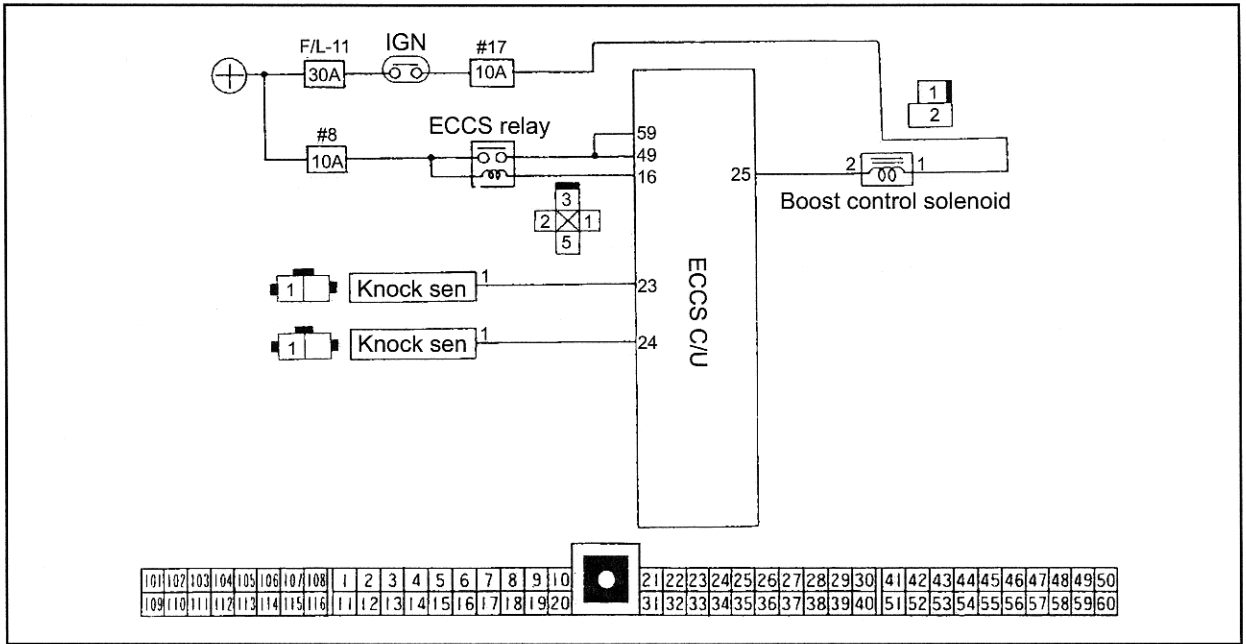 F/L-11 IGN #17
30A 10A
1
2
#8 ECCS relay
10A
59
49
16
25 2 1
Boost control solenoid
3
2 1
5
ECCS C/U
1 Knock sen 1 23
1 Knock sen 1 24
101 102 103 104 105 106 107 108 1 2 3 4 5 6 7 8 9 10 21 22 23 24 25 26 27 28 29 30 41 42 43 44 45 46 47 48 49 50
109 110 111 112 113 114 115 116 11 12 13 14 15 16 17 18 19 20 31 32 33 34 35 36 37 38 39 40 51 52 53 54 55 56 57 58 59 60